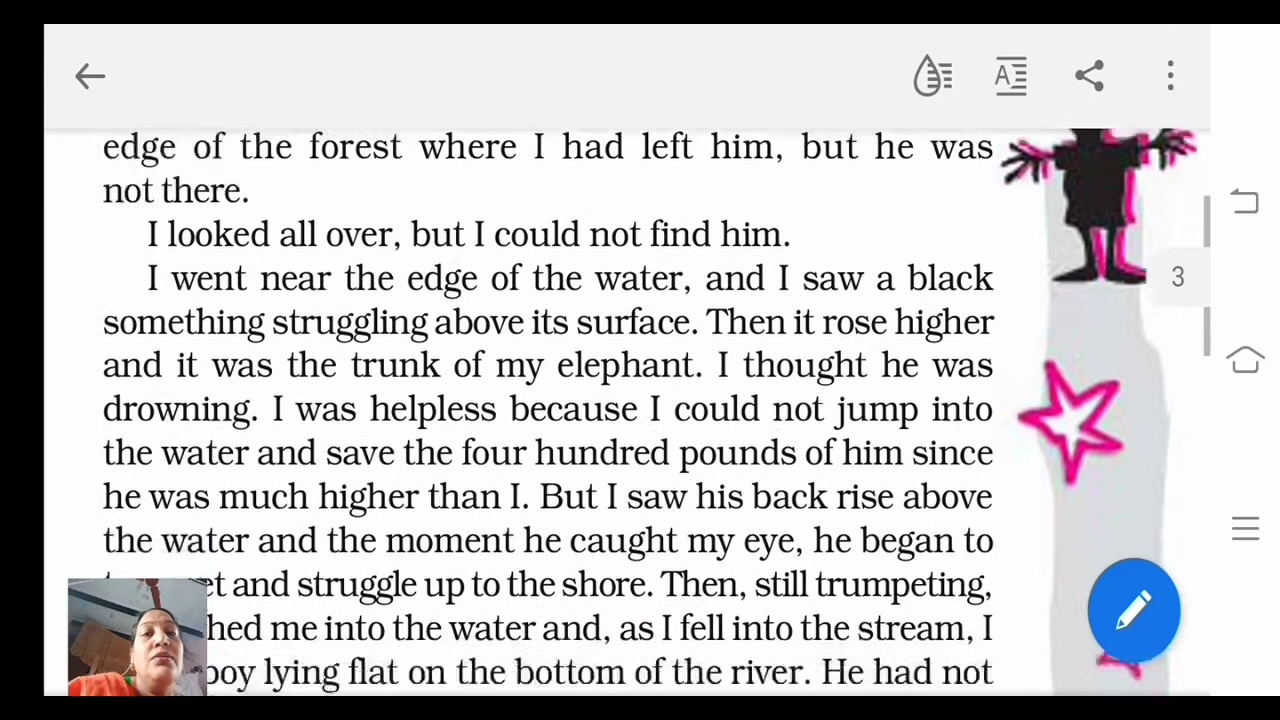 edge of the forest where I had left him, but he was
not there.
I looked all over, but I could not find him.
I went near the edge of the water, and I saw a black
something struggling above its surface. Then it rose higher
and it was the trunk of my elephant. I thought he was
drowning. I was helpless because I could not jump into
the water and save the four hundred pounds of him since
he was much higher than I. But I saw his back rise above
the water and the moment he caught my eye, he began to
and struggle up to the shore. Then, still trumpeting,
me into the water and, as I fell into the stream, I
boy lying flat on the bottom of the river. He had not
3